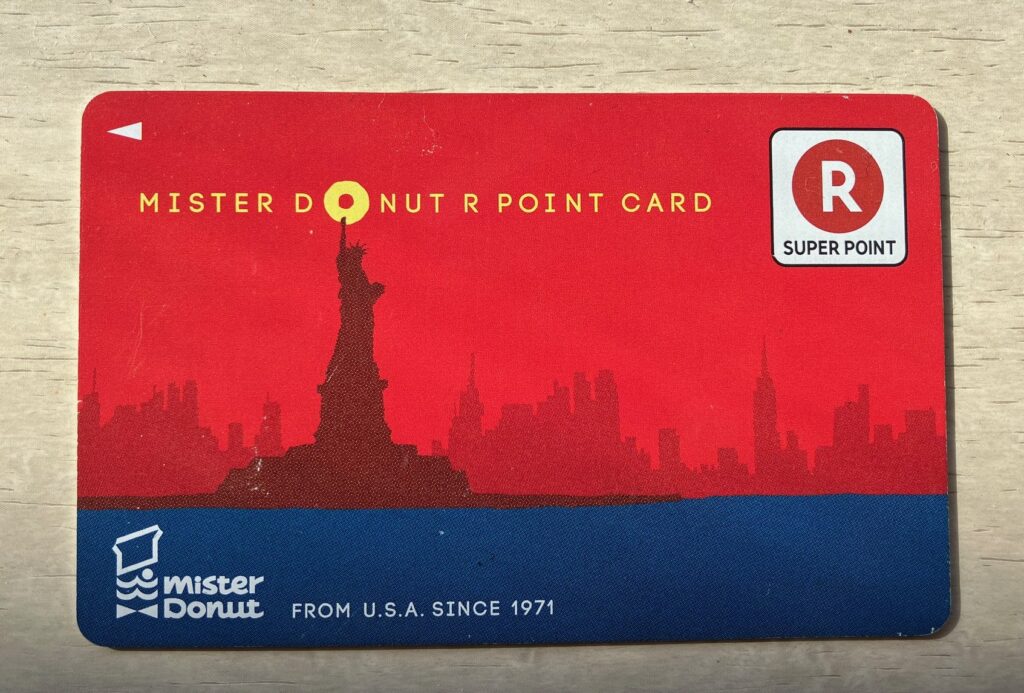 MISTER DONUT R POINT CARD
R
SUPER POINT
mister
Donut
FROM U.S.A. SINCE 1971